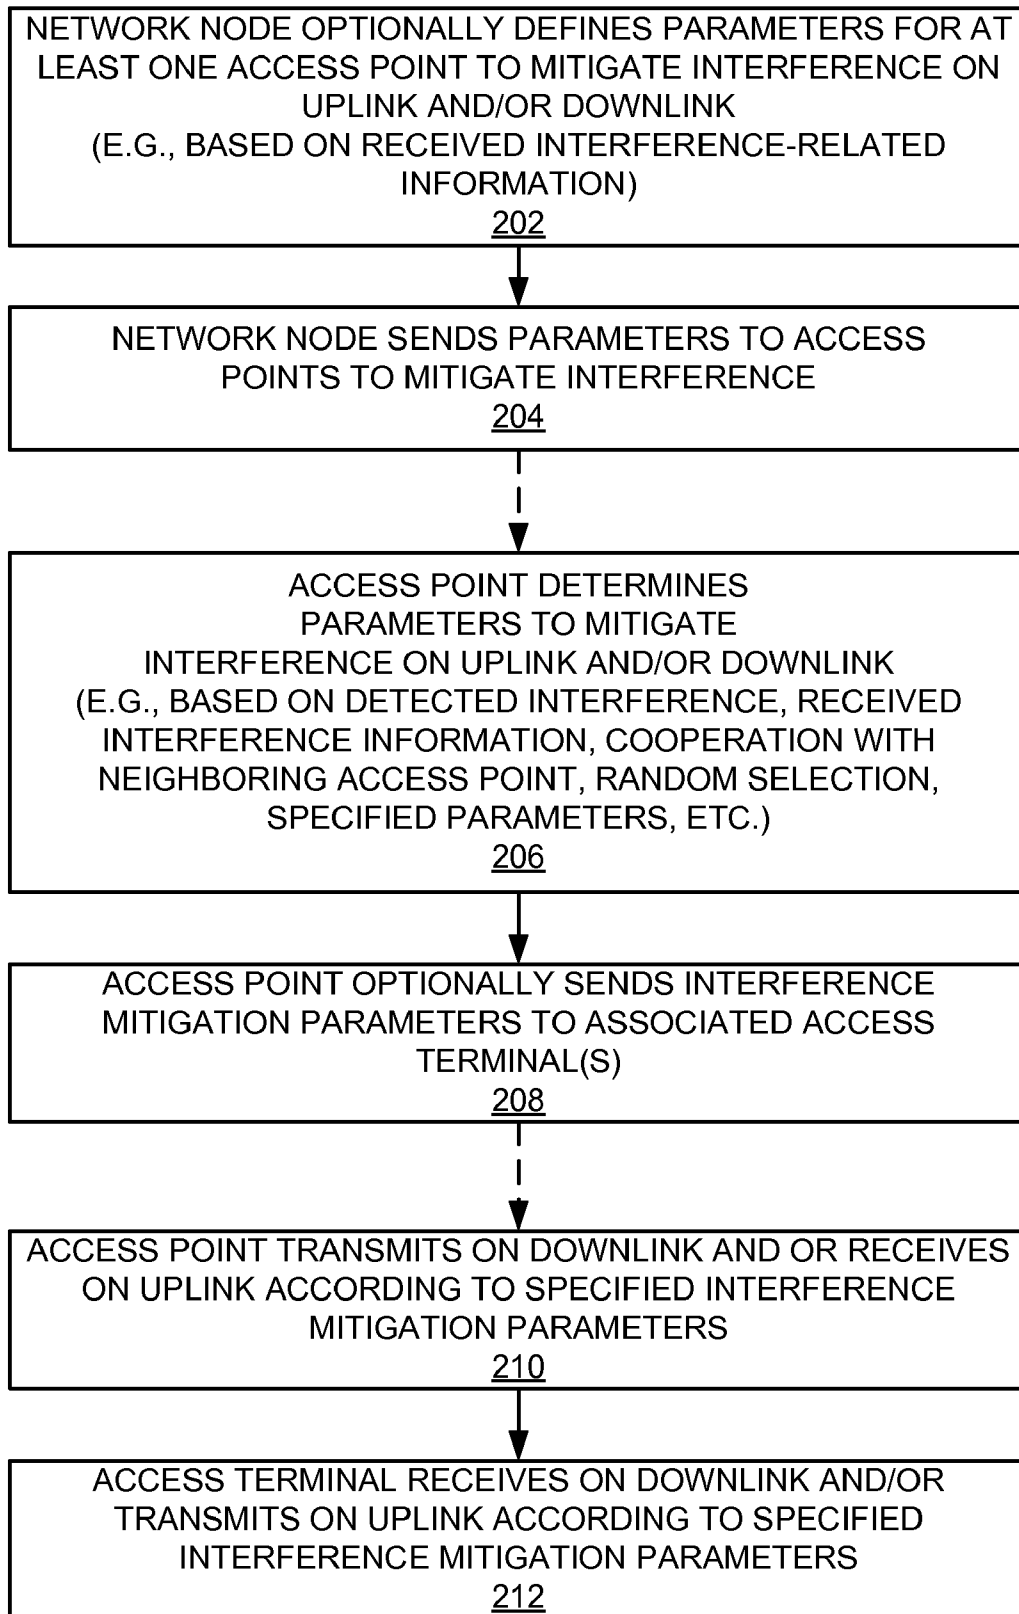 NETWORK NODE OPTIONALLY DEFINES PARAMETERS FOR AT
LEAST ONE ACCESS POINT TO MITIGATE INTERFERENCE ON
UPLINK AND/OR DOWNLINK
(E.G., BASED ON RECEIVED INTERFERENCE-RELATED
INFORMATION)
202
NETWORK NODE SENDS PARAMETERS TO ACCESS
POINTS TO MITIGATE INTERFERENCE
204
ACCESS POINT DETERMINES
PARAMETERS TO MITIGATE
INTERFERENCE ON UPLINK AND/OR DOWNLINK
(E.G., BASED ON DETECTED INTERFERENCE, RECEIVED
INTERFERENCE INFORMATION, COOPERATION WITH
NEIGHBORING ACCESS POINT, RANDOM SELECTION,
SPECIFIED PARAMETERS, ETC.)
206
ACCESS POINT OPTIONALLY SENDS INTERFERENCE
MITIGATION PARAMETERS TO ASSOCIATED ACCESS
TERMINAL(S)
208
ACCESS POINT TRANSMITS ON DOWNLINK AND OR RECEIVES
ON UPLINK ACCORDING TO SPECIFIED INTERFERENCE
MITIGATION PARAMETERS
210
ACCESS TERMINAL RECEIVES ON DOWNLINK AND/OR
TRANSMITS ON UPLINK ACCORDING TO SPECIFIED
INTERFERENCE MITIGATION PARAMETERS
212